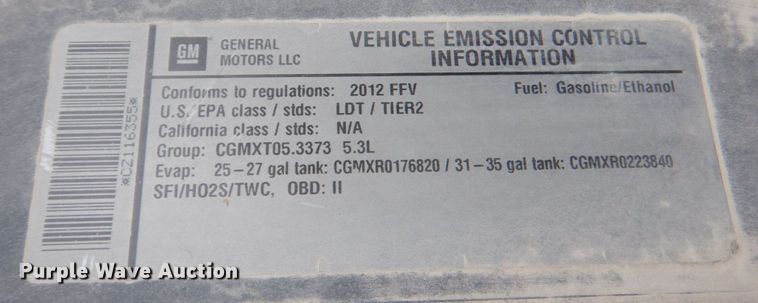 GM
GENERAL
MOTORS LLC
VEHICLE EMISSION CONTROL
INFORMATION
Conforms to regulations: 2012 FFV
Fuel: Gasoline/Ethanol
U.S. EPA class / stds: LDT / TIER2
California class / stds: N/A
Group: CGMXT05.3373 5.3L
Evap: 25-27 gal tank: CGMXR0176820 / 31-35 gal tank: CGMXR0223840
SFI/HO2S/TWC, OBD: II
*CZ116355*
Purple Wave Auction